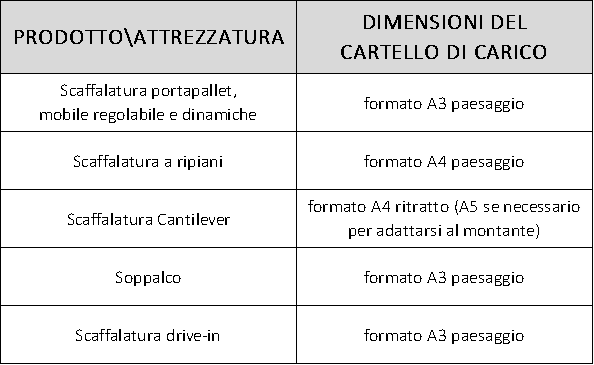 PRODOTTO\ATTREZZATURA
DIMENSIONI DEL
CARTELLO DI CARICO
Scaffalatura portapallet,
mobile regolabile e dinamiche
formato A3 paesaggio
Scaffalatura a ripiani
formato A4 paesaggio
Scaffalatura Cantilever
formato A4 ritratto (A5 se necessario
per adattarsi al montante)
Soppalco
formato A3 paesaggio
Scaffalatura drive-in
formato A3 paesaggio